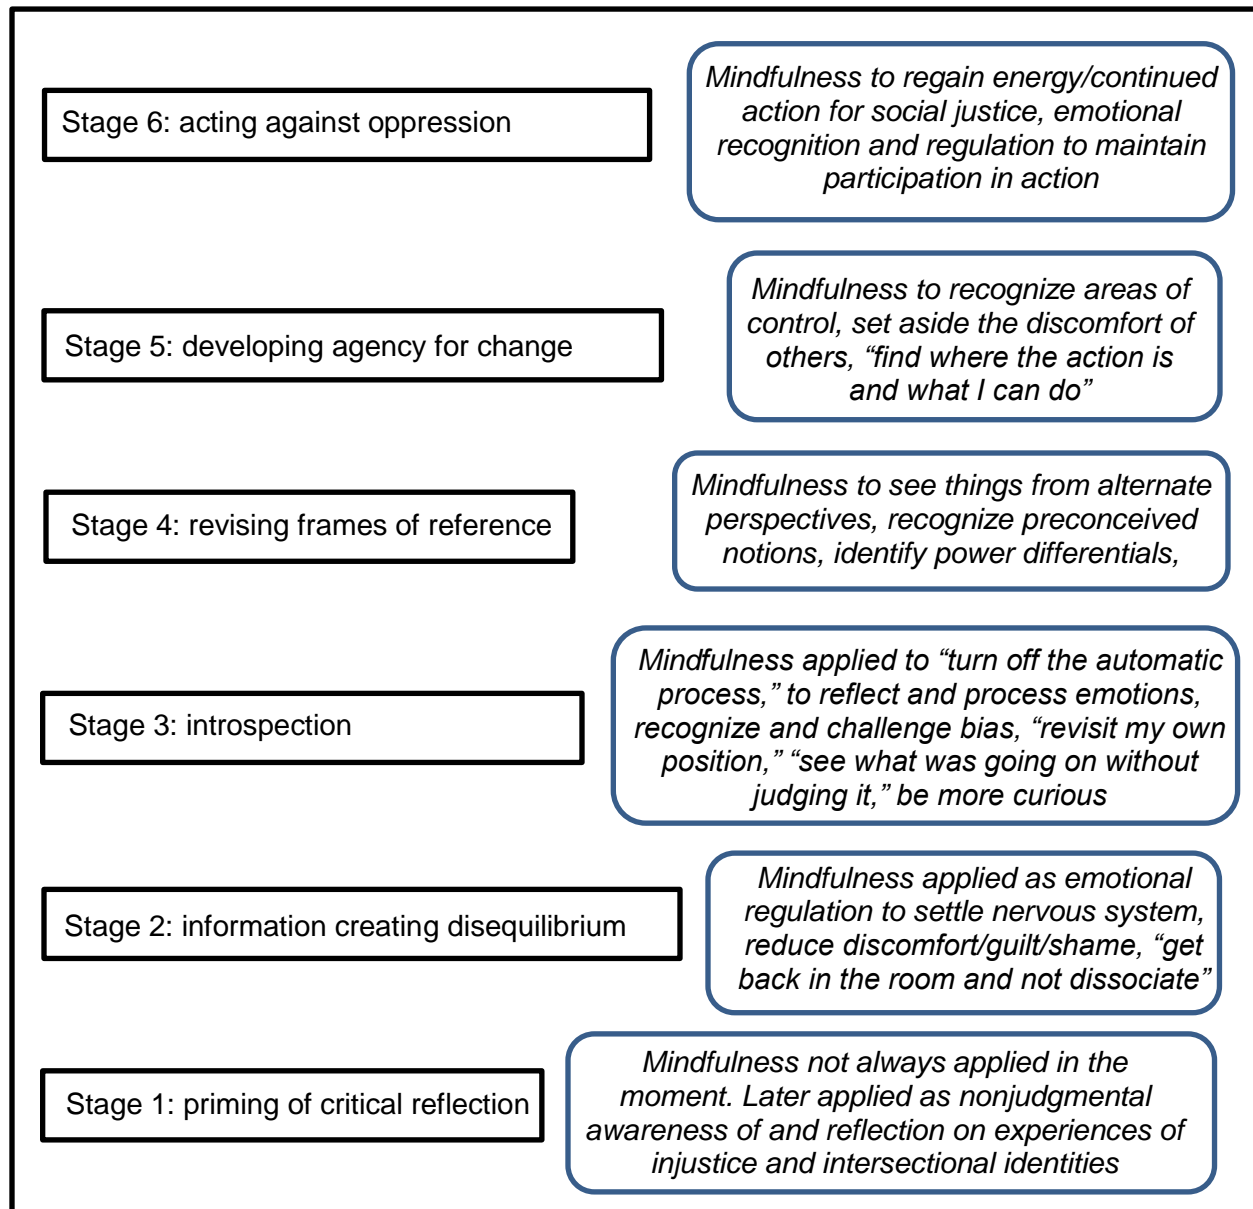 Stage 6: acting against oppression
Mindfulness to regain energy/continued
action for social justice, emotional
recognition and regulation to maintain
participation in action
Stage 5: developing agency for change
Mindfulness to recognize areas of
control, set aside the discomfort of
others, “find where the action is
and what I can do”
Stage 4: revising frames of reference
Mindfulness to see things from alternate
perspectives, recognize preconceived
notions, identify power differentials,
Stage 3: introspection
Mindfulness applied to “turn off the automatic
process,” to reflect and process emotions,
recognize and challenge bias, “revisit my own
position,” “see what was going on without
judging it,” be more curious
Stage 2: information creating disequilibrium
Mindfulness applied as emotional
regulation to settle nervous system,
reduce discomfort/guilt/shame, “get
back in the room and not dissociate”
Stage 1: priming of critical reflection
Mindfulness not always applied in the
moment. Later applied as nonjudgmental
awareness of and reflection on experiences of
injustice and intersectional identities